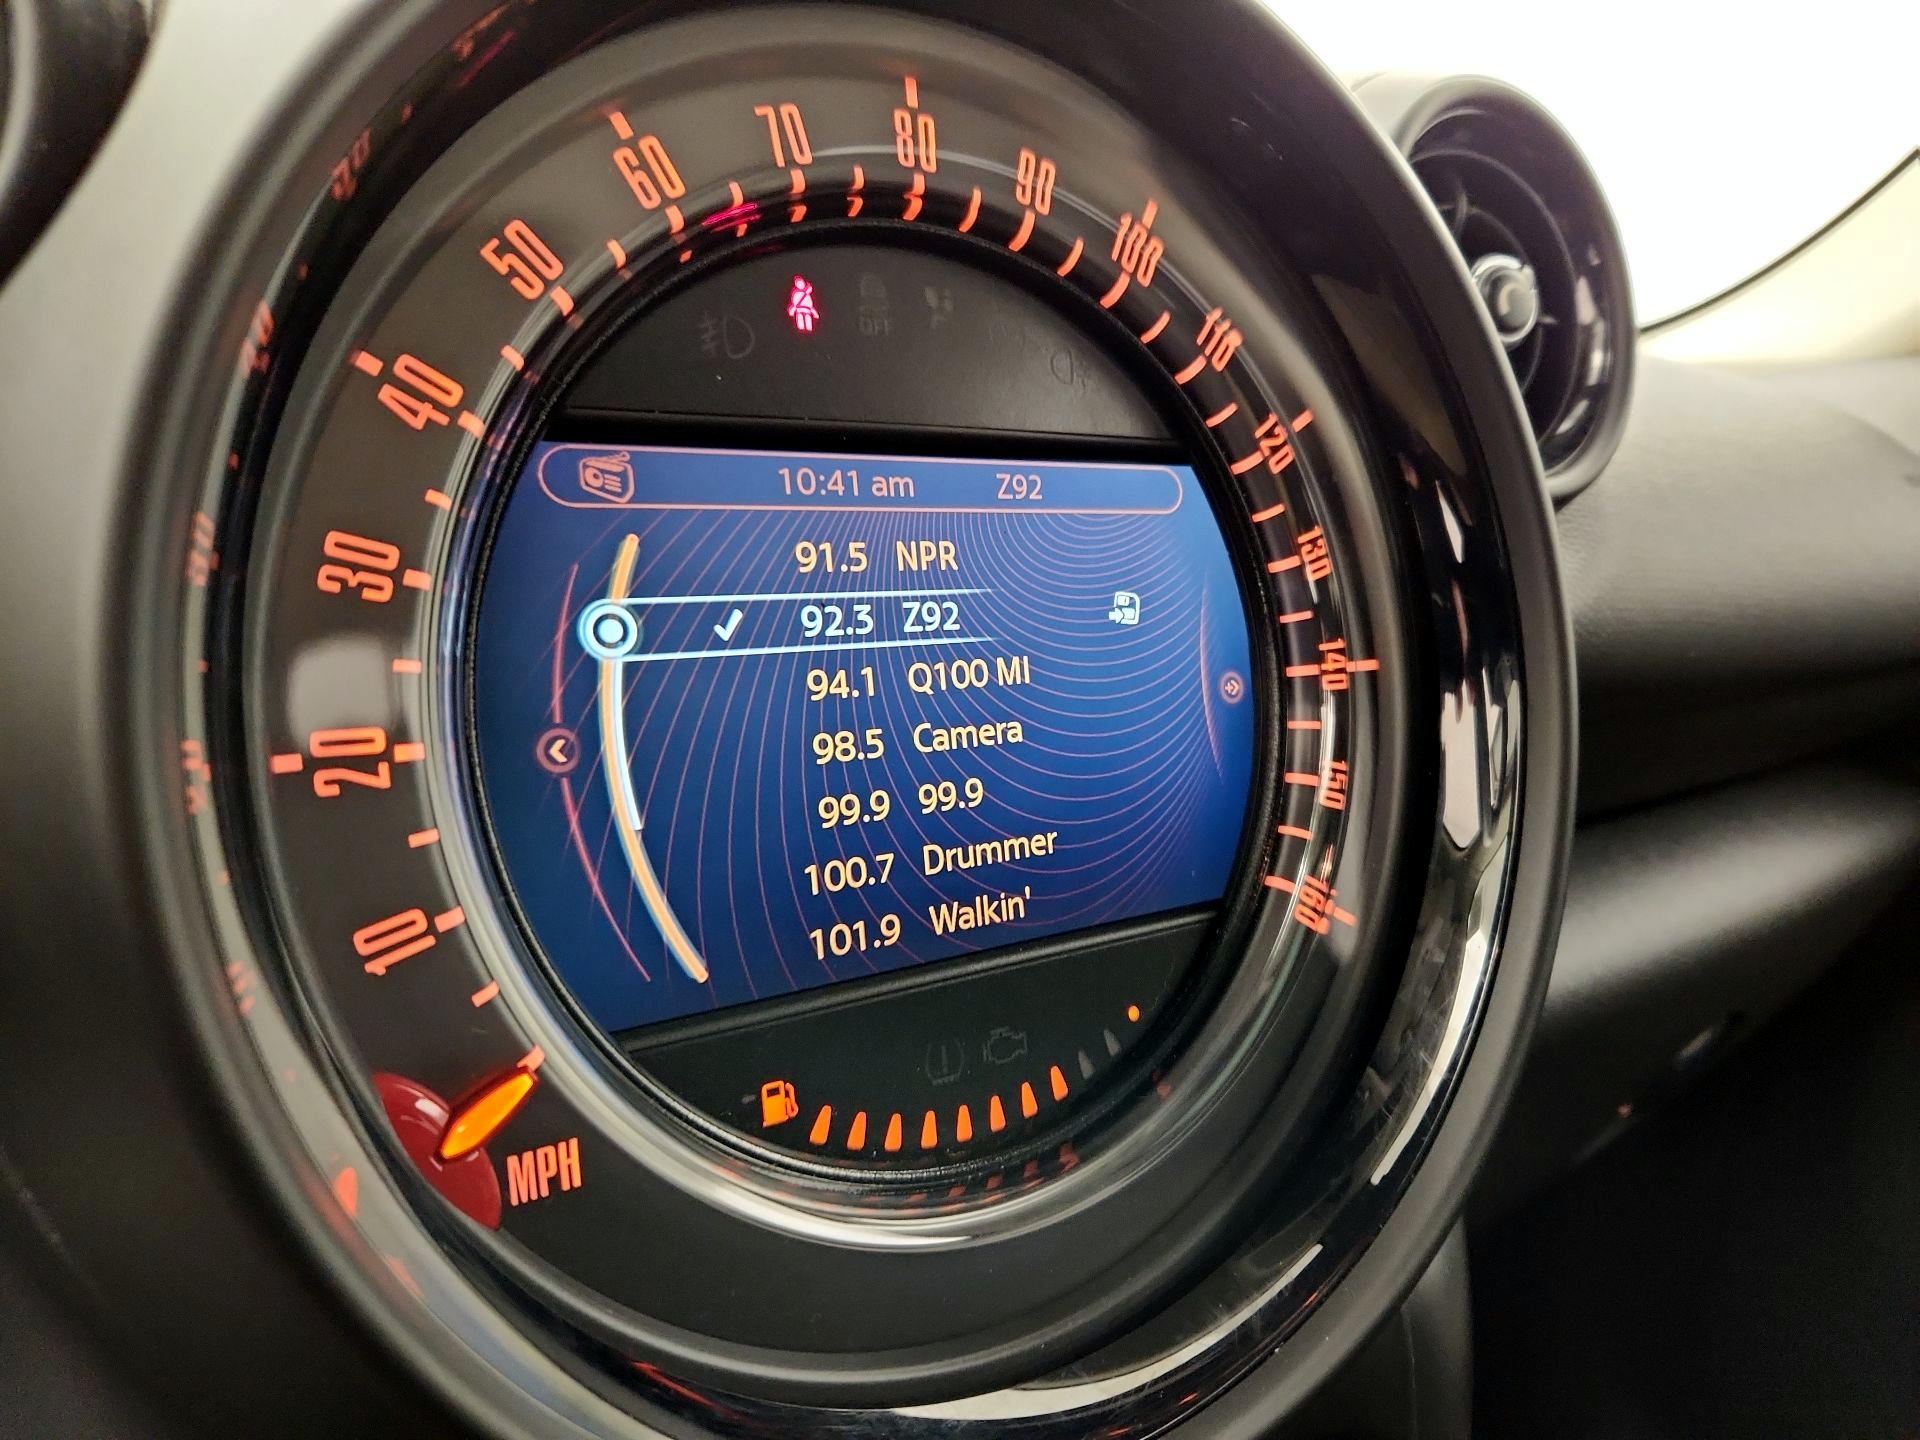 10
20
30
40
50
60
70
80
90
100
110
120
130
140
150
160
MPH
OFF
10:41 am Z92
91.5 NPR
92.3 Z92
94.1 Q100 MI
98.5 Camera
99.9 99.9
100.7 Drummer
101.9 Walkin'